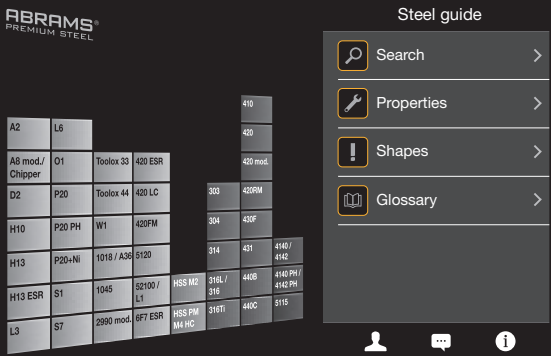 ABRAMS®
PREMIUM STEEL
Steel guide
Search
Properties
Shapes
Glossary
410
A2
L6
420
A8 mod./
Chipper
O1
Toolox 33
420 ESR
420 mod.
D2
P20
Toolox 44
420 LC
303
420RM
H10
P20 PH
W1
420FM
304
430F
H13
P20+Ni
1018 / A36
5120
314
431
4140 /
4142
H13 ESR
S1
1045
52100 /
L1
HSS M2
316L /
316
440B
4140 PH /
4142 PH
L3
S7
2990 mod.
6F7 ESR
HSS PM
M4 HC
316Ti
440C
5115